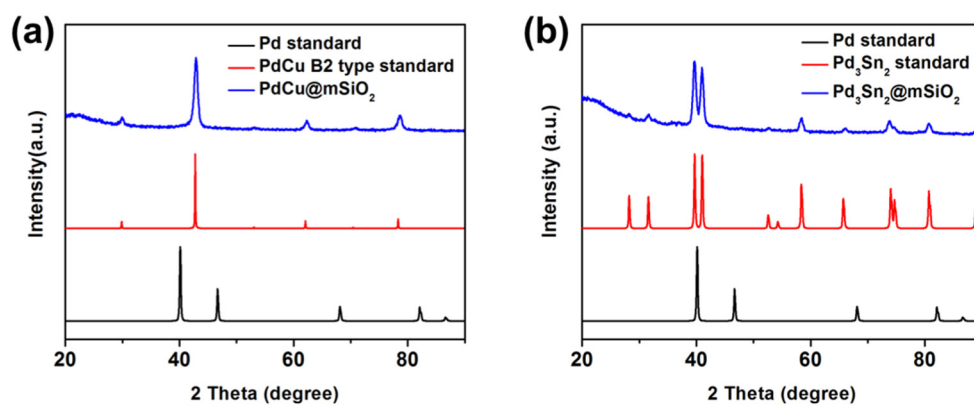 (a)
Pd standard
PdCu B2 type standard
PdCu@mSiO₂
Intensity(a.u.)
20 40 60 80
2 Theta (degree)
(b)
Pd standard
Pd₃Sn₂ standard
Pd₃Sn₂@mSiO₂
Intensity (a.u.)
20 40 60 80
2 Theta (degree)